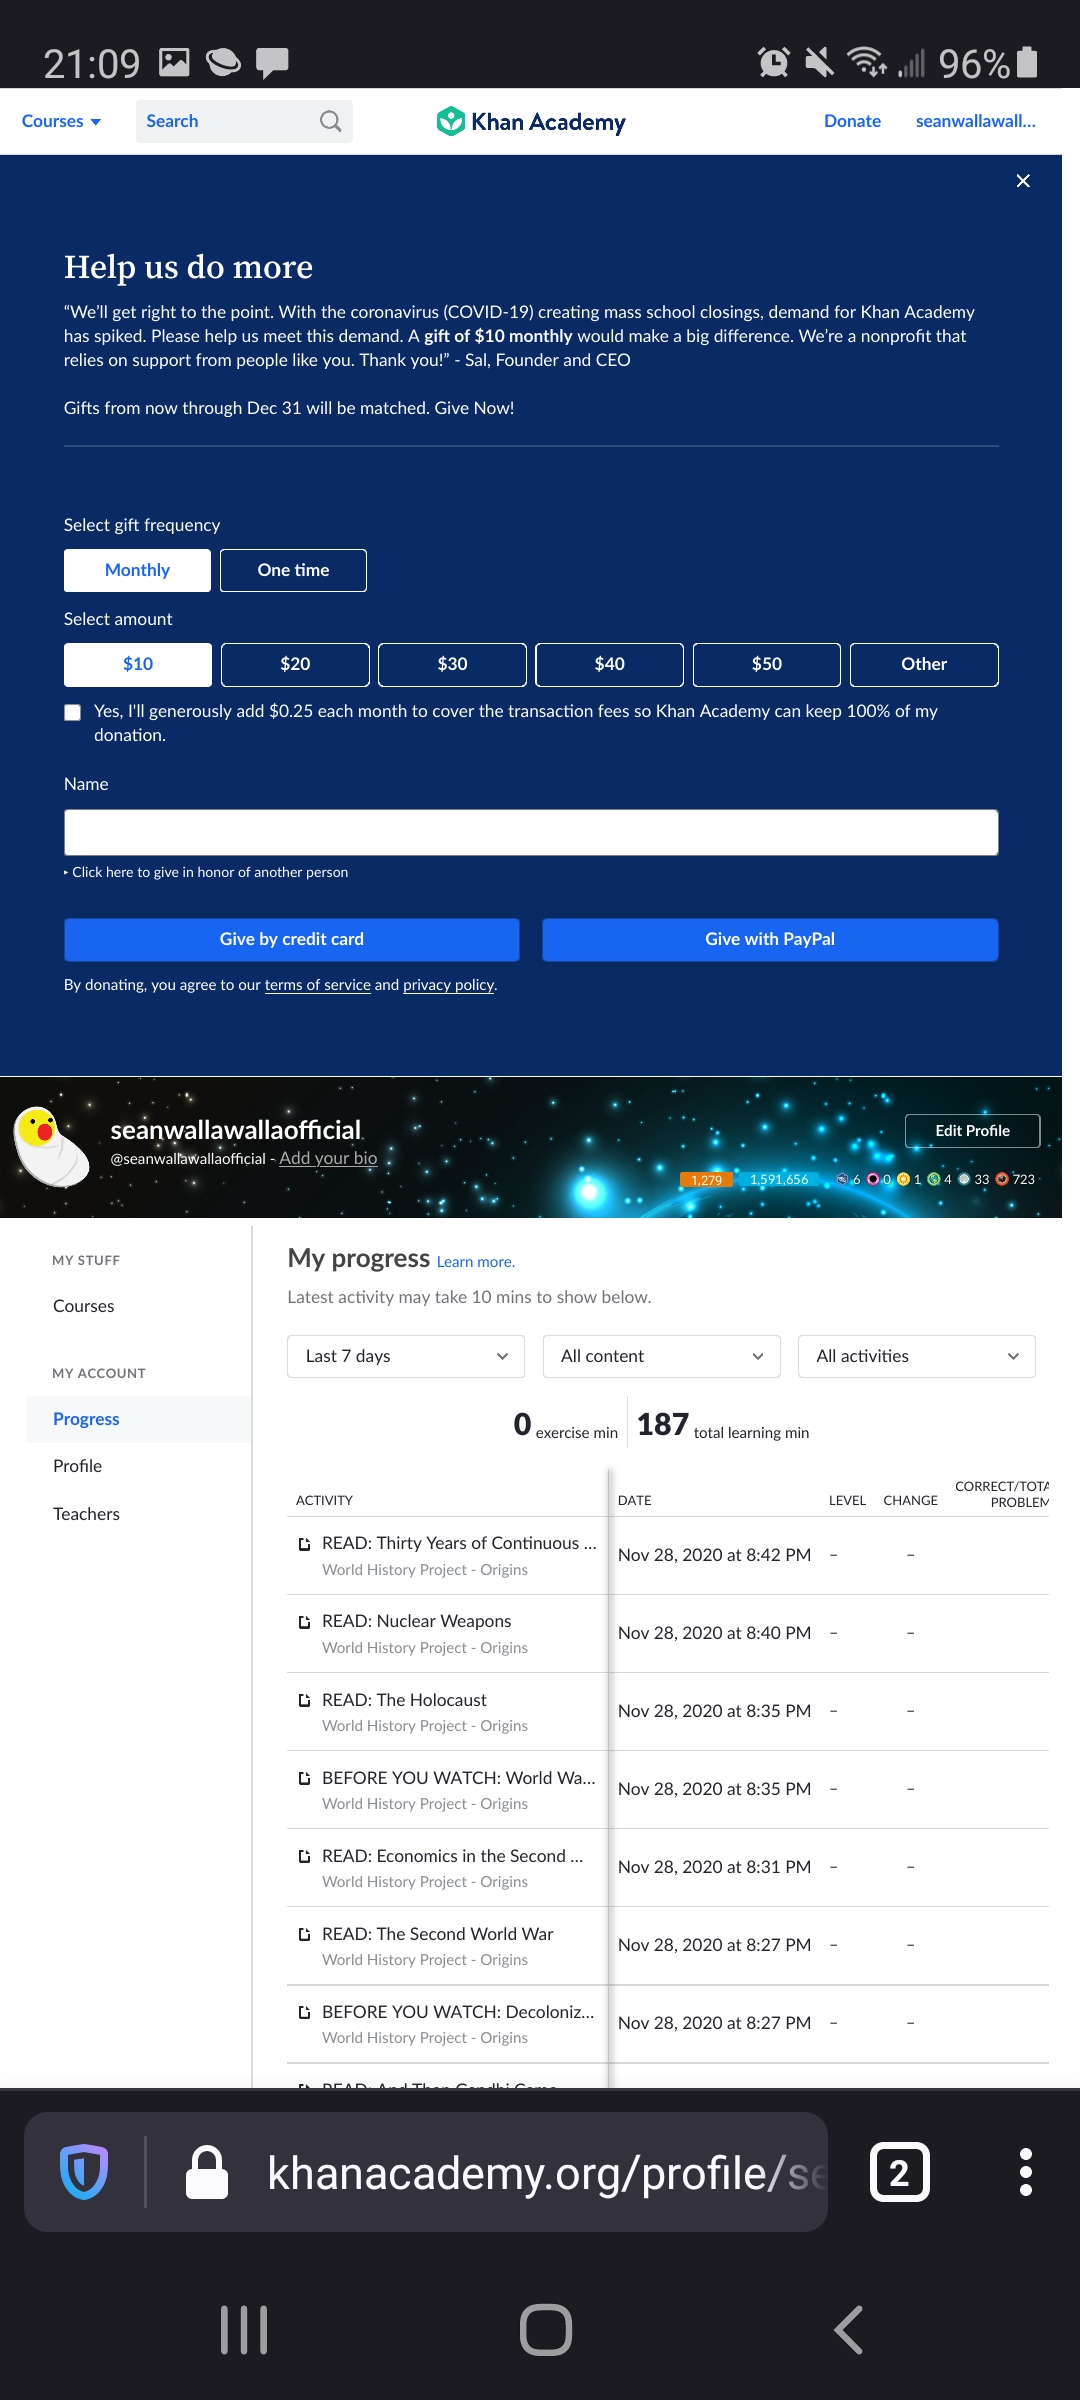 21:09 96%
Courses Search Khan Academy Donate seanwallawall...
Help us do more
“We’ll get right to the point. With the coronavirus (COVID-19) creating mass school closings, demand for Khan Academy
has spiked. Please help us meet this demand. A gift of $10 monthly would make a big difference. We’re a nonprofit that
relies on support from people like you. Thank you!” - Sal, Founder and CEO
Gifts from now through Dec 31 will be matched. Give Now!
Select gift frequency
Monthly One time
Select amount
$10 $20 $30 $40 $50 Other
Yes, I'll generously add $0.25 each month to cover the transaction fees so Khan Academy can keep 100% of my
donation.
Name
Click here to give in honor of another person
Give by credit card Give with PayPal
By donating, you agree to our terms of service and privacy policy.
seanwallawallaofficial
@seanwallawallaofficial - Add your bio
Edit Profile
1,279 1,591,656 6 0 1 4 33 723
MY STUFF
Courses
MY ACCOUNT
Progress
Profile
Teachers
My progress Learn more.
Latest activity may take 10 mins to show below.
Last 7 days All content All activities
0 exercise min 187 total learning min
ACTIVITY DATE LEVEL CHANGE CORRECT/TOTA
PROBLEM
READ: Thirty Years of Continuous ...
World History Project - Origins
Nov 28, 2020 at 8:42 PM – –
READ: Nuclear Weapons
World History Project - Origins
Nov 28, 2020 at 8:40 PM – –
READ: The Holocaust
World History Project - Origins
Nov 28, 2020 at 8:35 PM – –
BEFORE YOU WATCH: World Wa...
World History Project - Origins
Nov 28, 2020 at 8:35 PM – –
READ: Economics in the Second ...
World History Project - Origins
Nov 28, 2020 at 8:31 PM – –
READ: The Second World War
World History Project - Origins
Nov 28, 2020 at 8:27 PM – –
BEFORE YOU WATCH: Decoloniz...
World History Project - Origins
Nov 28, 2020 at 8:27 PM – –
READ: And Then Gandhi Came
khanacademy.org/profile/se
2